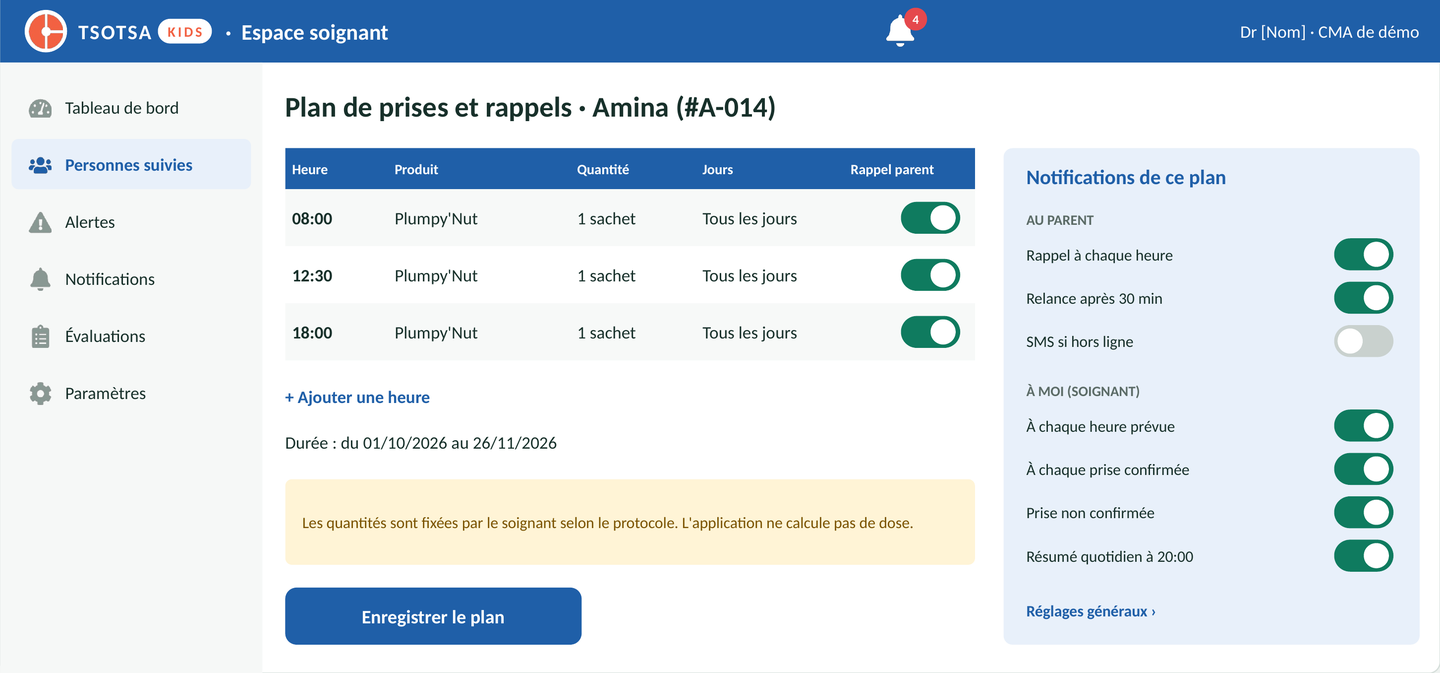 TSOTSA KIDS · Espace soignant
4
Dr [Nom] · CMA de démo
Tableau de bord
Personnes suivies
Alertes
Notifications
Évaluations
Paramètres
Plan de prises et rappels · Amina (#A-014)
Heure Produit Quantité Jours Rappel parent
08:00 Plumpy'Nut 1 sachet Tous les jours
12:30 Plumpy'Nut 1 sachet Tous les jours
18:00 Plumpy'Nut 1 sachet Tous les jours
+ Ajouter une heure
Durée : du 01/10/2026 au 26/11/2026
Les quantités sont fixées par le soignant selon le protocole. L'application ne calcule pas de dose.
Enregistrer le plan
Notifications de ce plan
AU PARENT
Rappel à chaque heure
Relance après 30 min
SMS si hors ligne
À MOI (SOIGNANT)
À chaque heure prévue
À chaque prise confirmée
Prise non confirmée
Résumé quotidien à 20:00
Réglages généraux ›